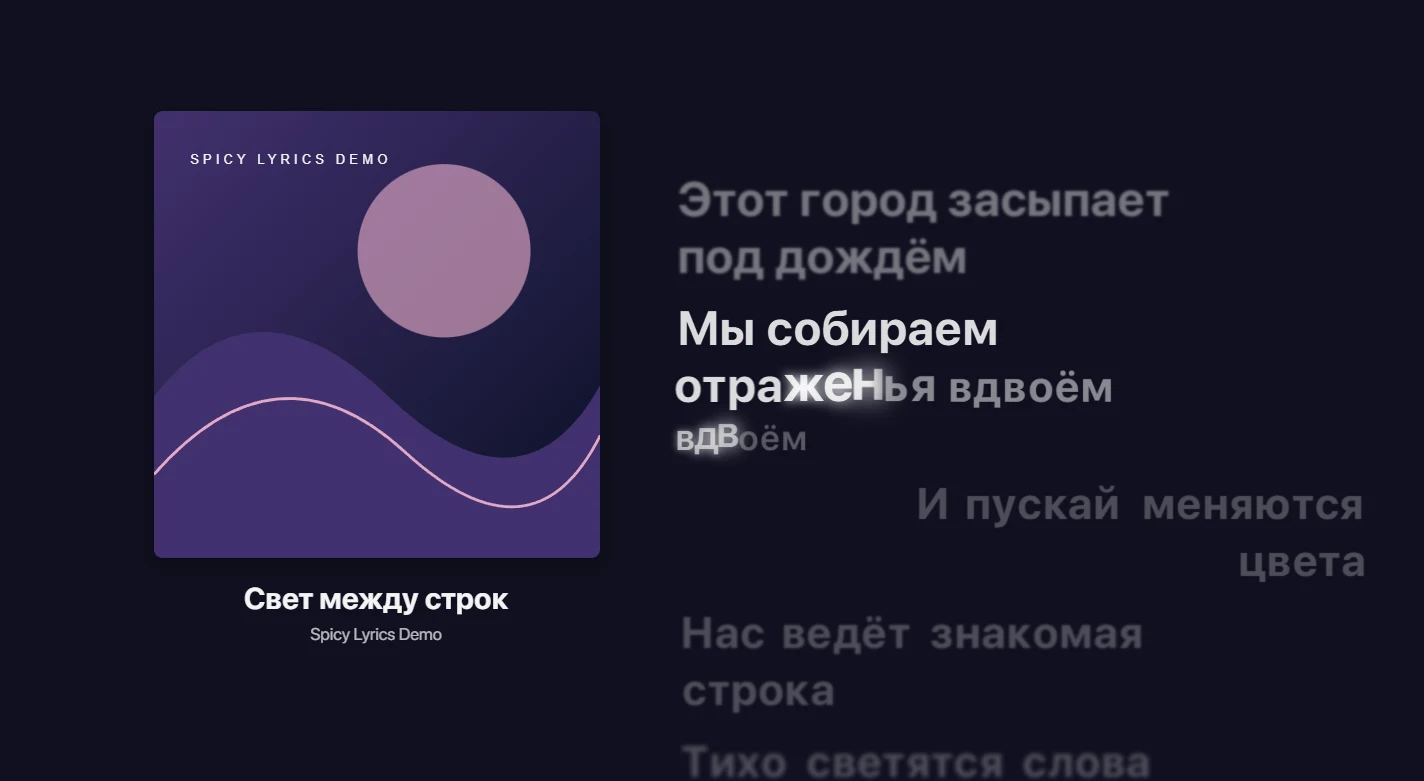 SPICY LYRICS DEMO
Свет между строк
Spicy Lyrics Demo
Этот город засыпает
под дождём
Мы собираем
отраженья вдвоём
вдвоём
И пускай меняются
цвета
Нас ведёт знакомая
строка
Тихо светятся слова